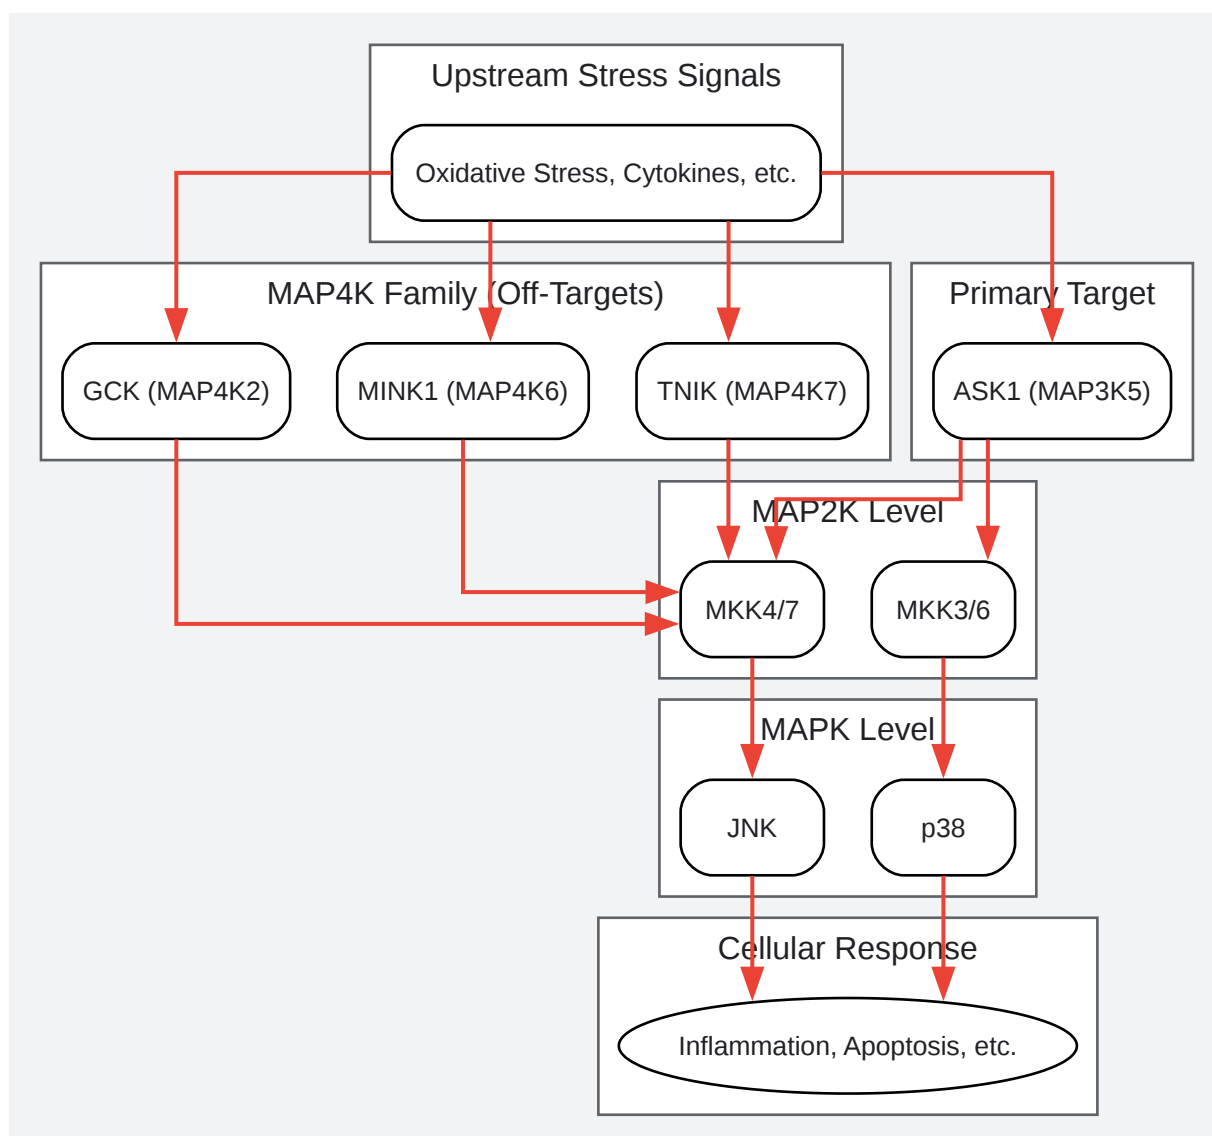 Upstream Stress Signals
Oxidative Stress, Cytokines, etc.
MAP4K Family (Off-Targets)
Primary Target
GCK (MAP4K2)
MINK1 (MAP4K6)
TNIK (MAP4K7)
ASK1 (MAP3K5)
MAP2K Level
MKK4/7
MKK3/6
MAPK Level
JNK
p38
Cellular Response
Inflammation, Apoptosis, etc.